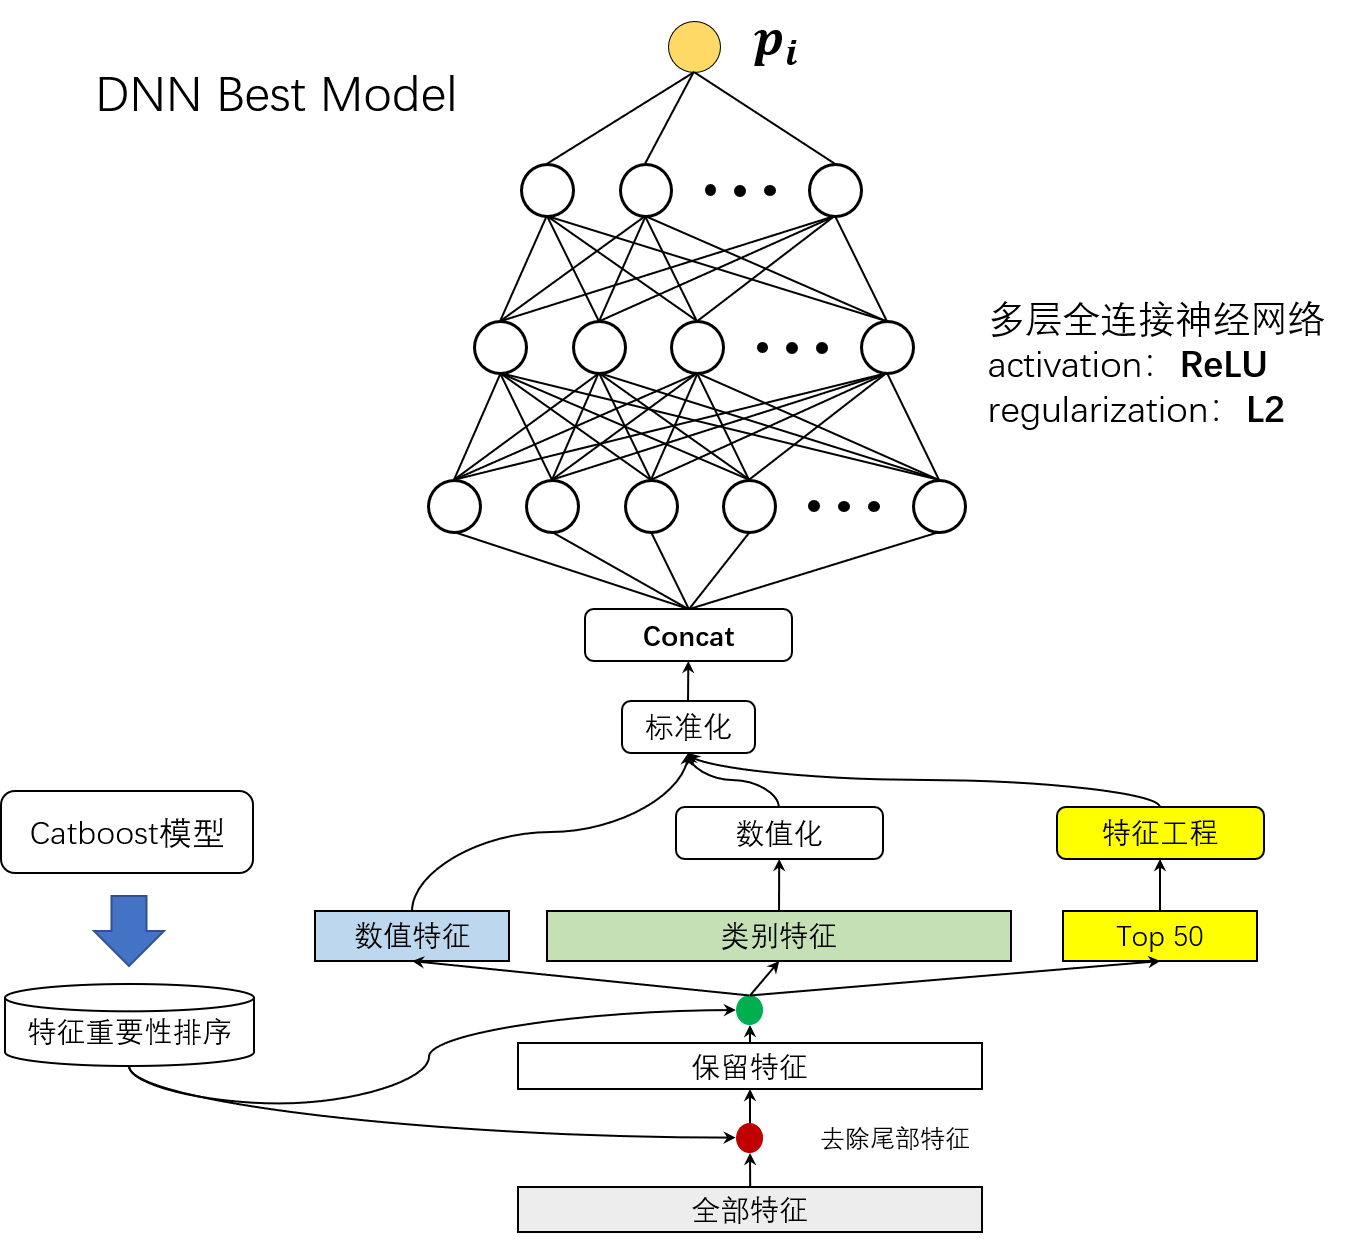 p_i
DNN Best Model
多层全连接神经网络
activation：ReLU
regularization：L2
Concat
标准化
Catboost模型
数值化
特征工程
数值特征
类别特征
Top 50
特征重要性排序
保留特征
去除尾部特征
全部特征